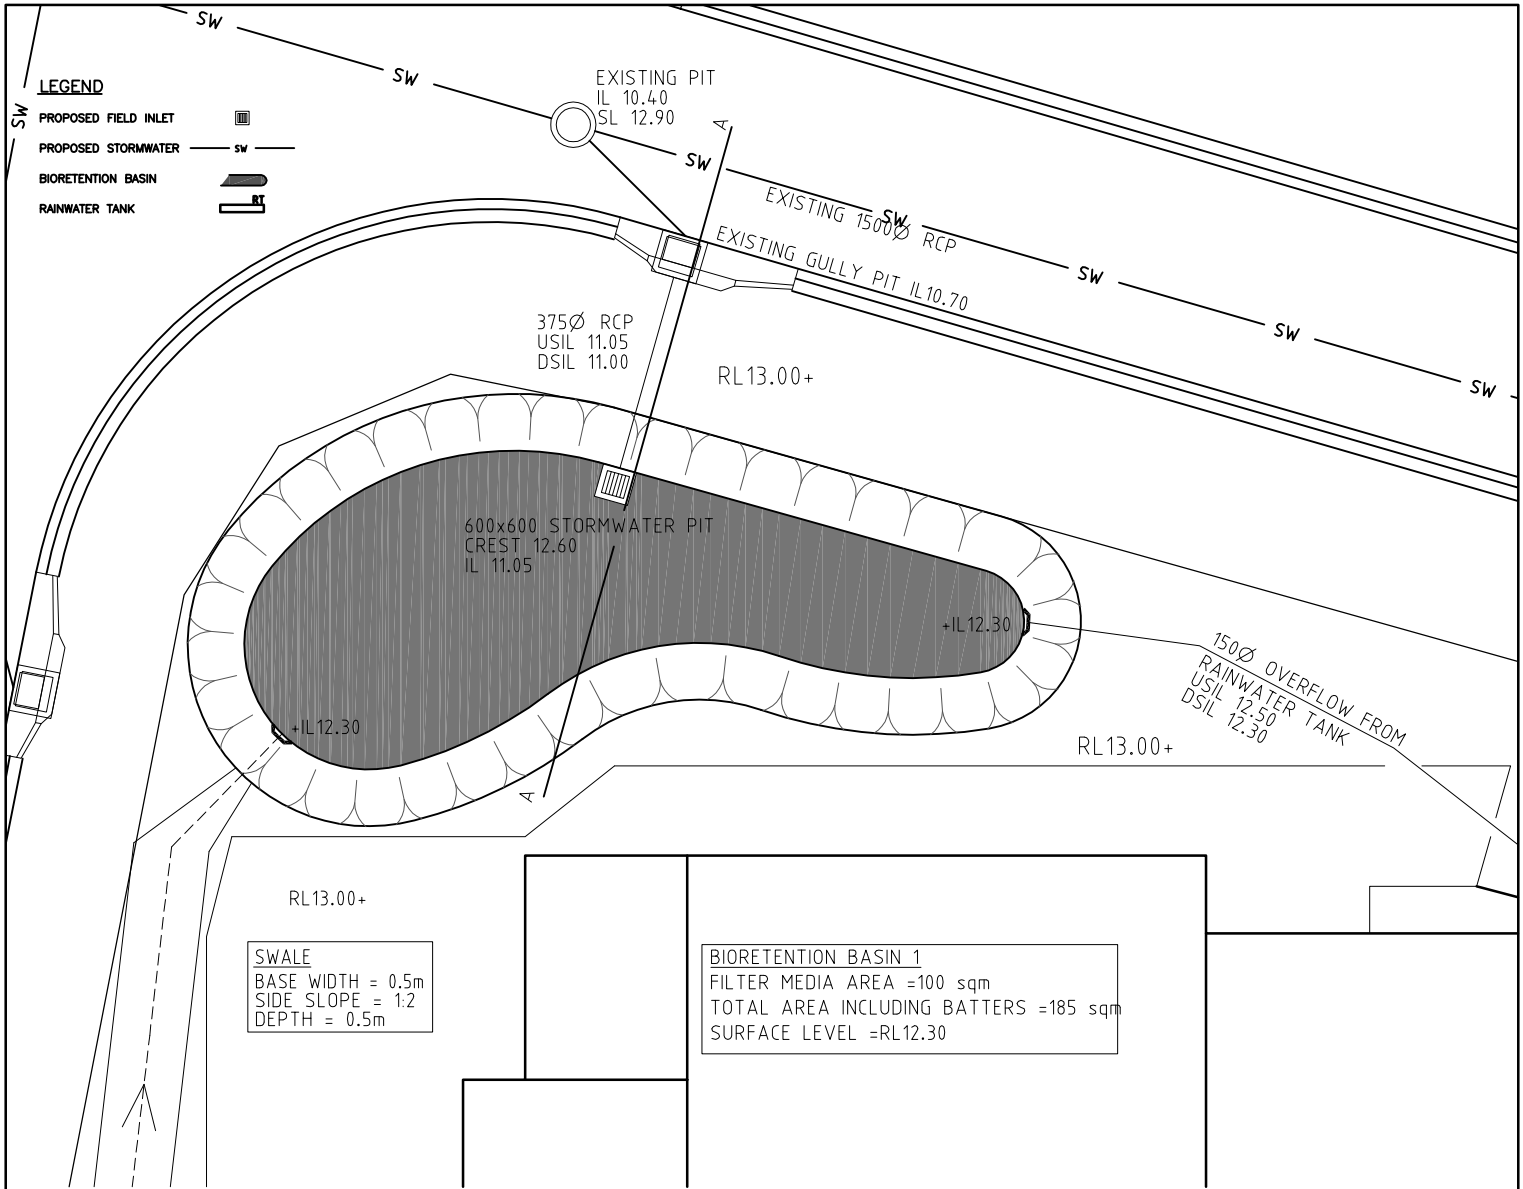 SW
SW
SW
LEGEND
PROPOSED FIELD INLET
PROPOSED STORMWATER
SW
BIORETENTION BASIN
RAINWATER TANK
RT
EXISTING PIT
IL 10.40
SL 12.90
A
SW
EXISTING 1500Ø RCP
SW
EXISTING GULLY PIT IL10.70
SW
SW
SW
375Ø RCP
USIL 11.05
DSIL 11.00
RL13.00+
600x600 STORMWATER PIT
CREST 12.60
IL 11.05
+IL12.30
+IL12.30
150Ø OVERFLOW FROM
RAINWATER TANK
USIL 12.50
DSIL 12.30
RL13.00+
A
RL13.00+
SWALE
BASE WIDTH = 0.5m
SIDE SLOPE = 1:2
DEPTH = 0.5m
BIORETENTION BASIN 1
FILTER MEDIA AREA =100 sqm
TOTAL AREA INCLUDING BATTERS =185 sqm
SURFACE LEVEL =RL12.30